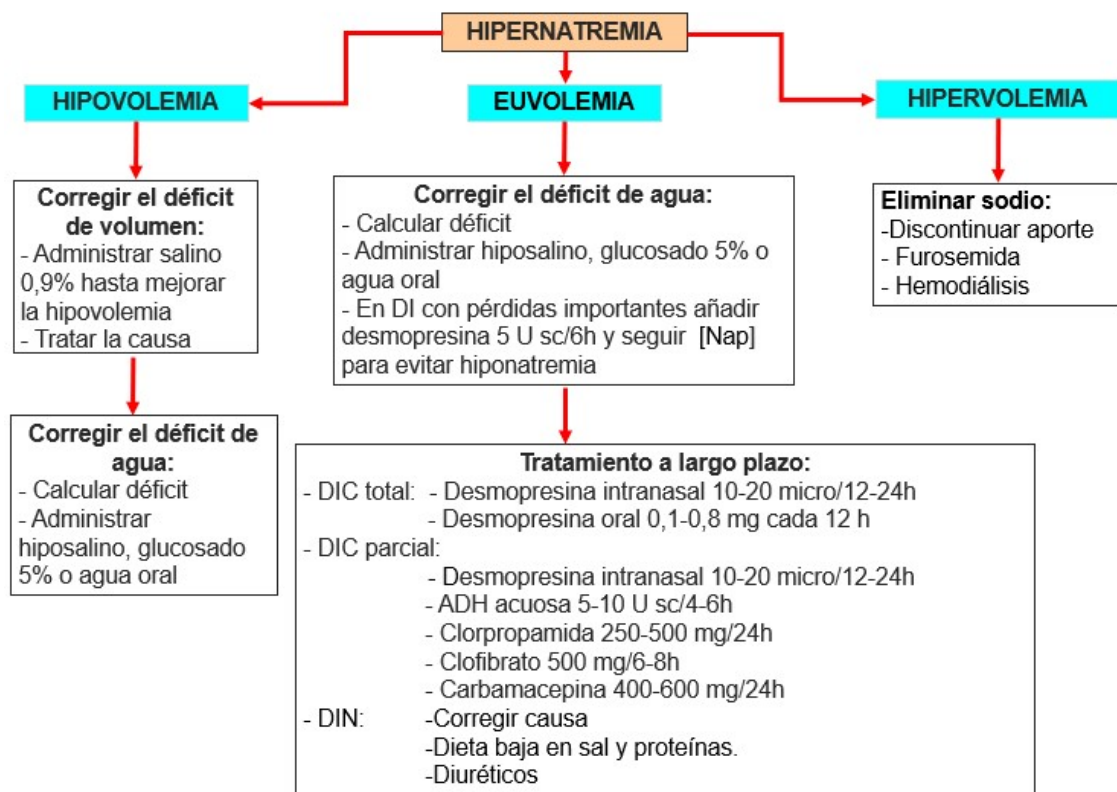 HIPERNATREMIA
HIPOVOLEMIA
EUVOLEMIA
HIPERVOLEMIA
Corregir el déficit
de volumen:
- Administrar salino
0,9% hasta mejorar
la hipovolemia
- Tratar la causa
Corregir el déficit de
agua:
- Calcular déficit
- Administrar
hiposalino, glucosado
5% o agua oral
Corregir el déficit de agua:
- Calcular déficit
- Administrar hiposalino, glucosado 5% o
agua oral
- En DI con pérdidas importantes añadir
desmopresina 5 U sc/6h y seguir [Nap]
para evitar hiponatremia
Tratamiento a largo plazo:
- DIC total: - Desmopresina intranasal 10-20 micro/12-24h
- Desmopresina oral 0,1-0,8 mg cada 12 h
- DIC parcial:
- Desmopresina intranasal 10-20 micro/12-24h
- ADH acuosa 5-10 U sc/4-6h
- Clorpropamida 250-500 mg/24h
- Clofibrato 500 mg/6-8h
- Carbamacepina 400-600 mg/24h
- DIN: -Corregir causa
-Dieta baja en sal y proteínas.
-Diuréticos
Eliminar sodio:
-Discontinuar aporte
- Furosemida
- Hemodiálisis